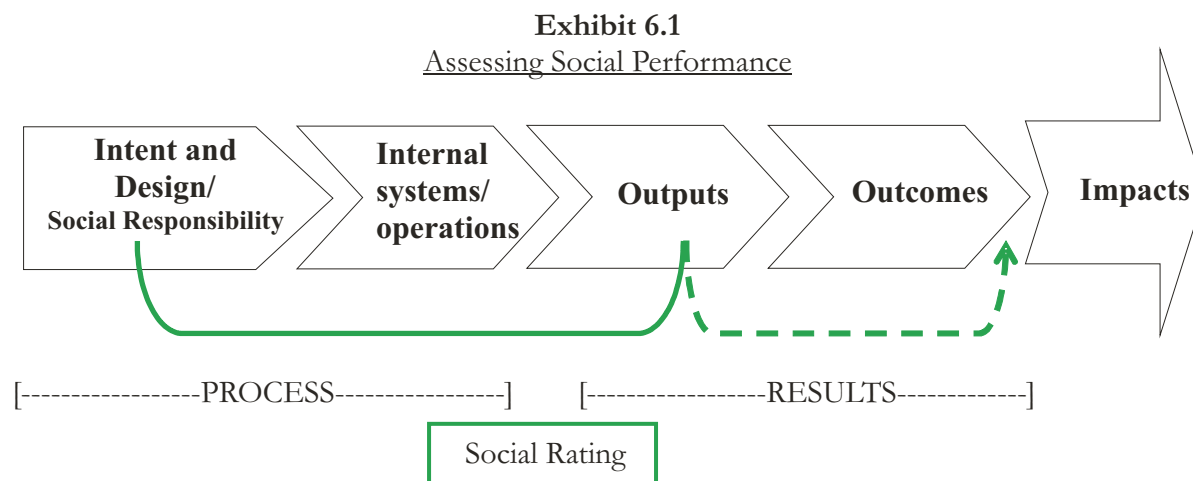 Exhibit 6.1
Assessing Social Performance
Intent and
Design/
Social Responsibility
Internal
systems/
operations
Outputs
Outcomes
Impacts
[------------------PROCESS-----------------]
[------------------RESULTS-------------]
Social Rating